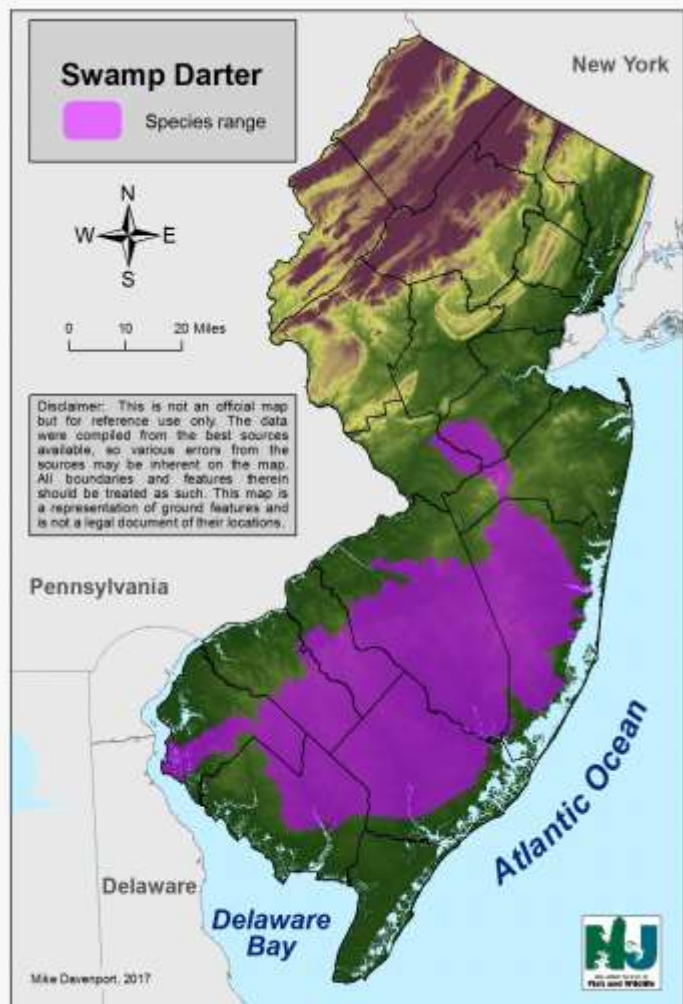 Swamp Darter
Species range
New York
N
W E
S
0 10 20 Miles
Disclaimer: This is not an official map
but for reference use only. The data
were compiled from the best sources
available, so various errors from the
sources may be inherent on the map.
All boundaries and features therein
should be treated as such. This map is
a representation of ground features and
is not a legal document of their locations.
Pennsylvania
Atlantic Ocean
Delaware
Delaware
Bay
Mike Davenport, 2017
NJ
Fish and Wildlife